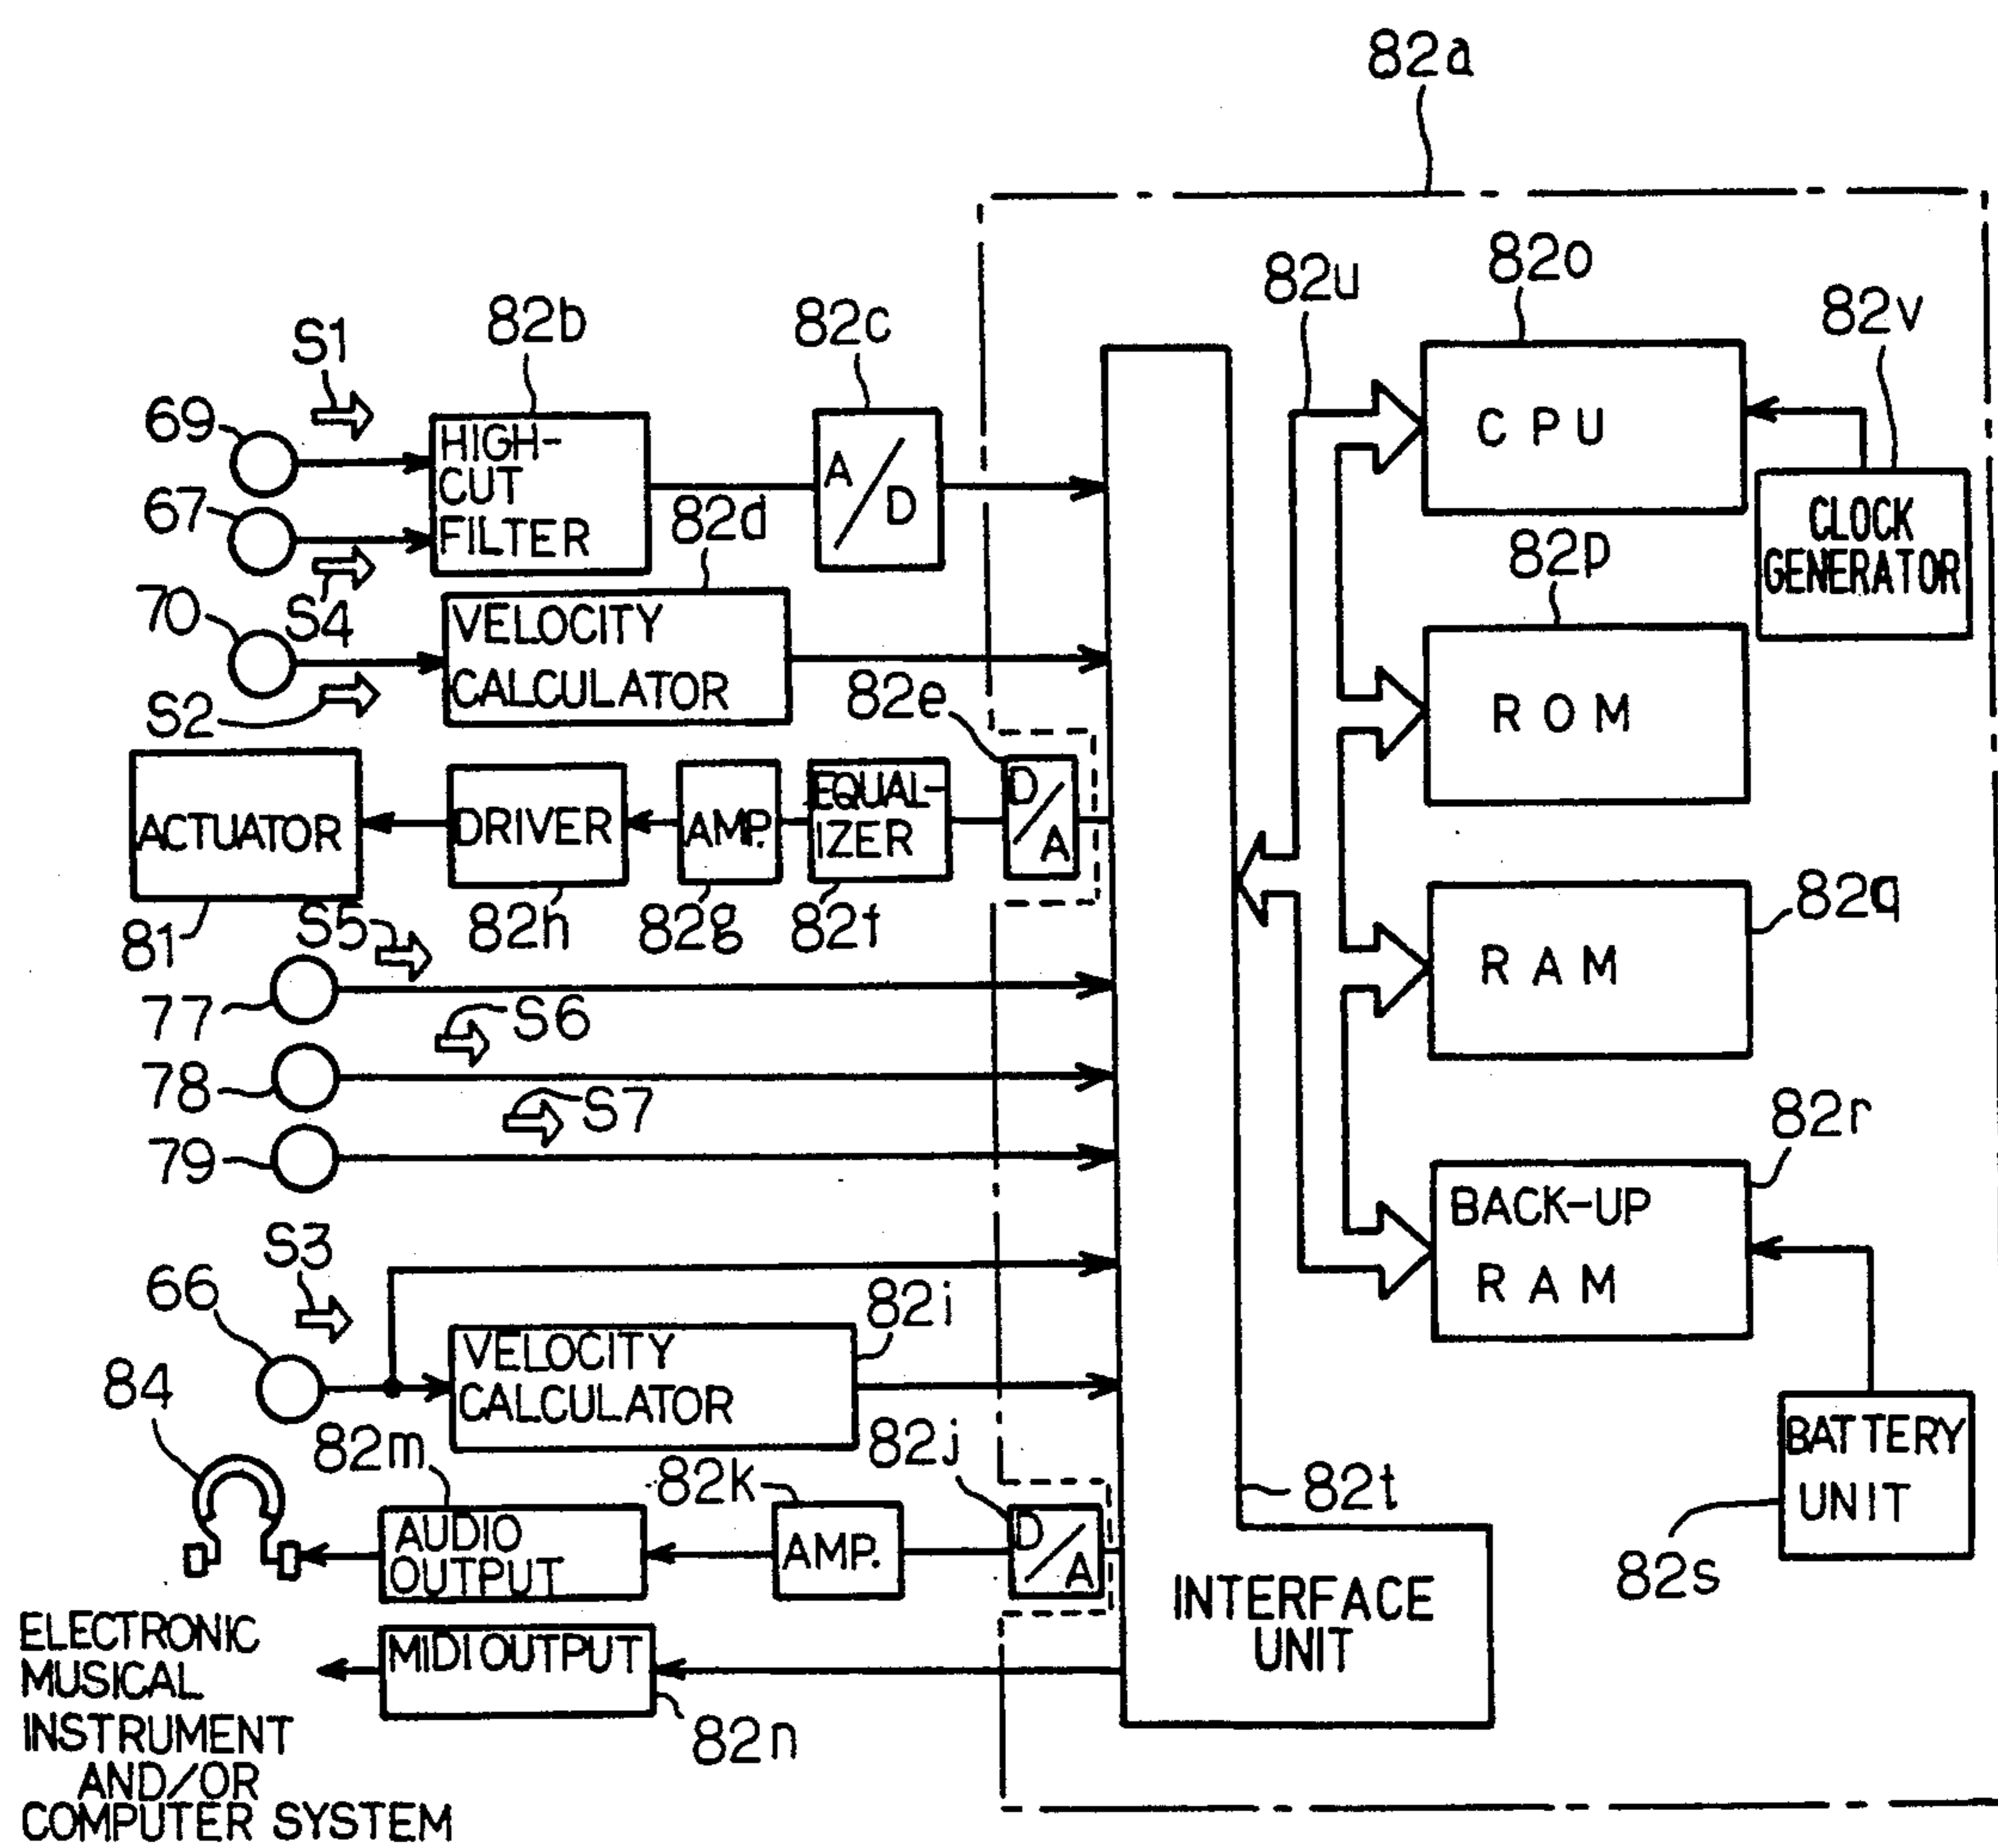 82a
82u
82o
82v
S1
82b
82c
69
HIGH-
CUT
FILTER
A/D
CPU
CLOCK
GENERATOR
67
S4
82d
82p
70
VELOCITY
CALCULATOR
S2
82e
ROM
ACTUATOR
DRIVER
AMP.
EQUAL-
IZER
D/A
81
82h
82g
82f
82q
S5
RAM
77
S6
78
S7
79
82r
S3
BACK-UP
RAM
66
82i
VELOCITY
CALCULATOR
84
82m
82k
82j
82t
BATTERY
UNIT
AUDIO
OUTPUT
AMP.
D/A
82s
INTERFACE
UNIT
MIDI OUTPUT
82n
ELECTRONIC
MUSICAL
INSTRUMENT
AND/OR
COMPUTER SYSTEM